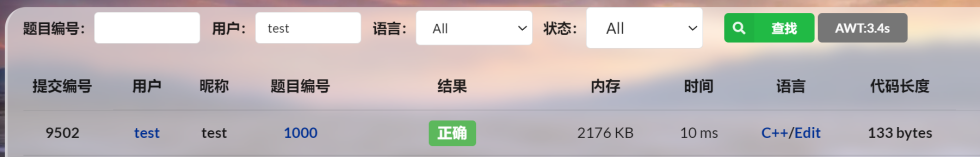 题目编号： 用户： test 语言： All 状态： All 查找 AWT:3.4s
提交编号 用户 昵称 题目编号 结果 内存 时间 语言 代码长度
9502 test test 1000 正确 2176 KB 10 ms C++/Edit 133 bytes